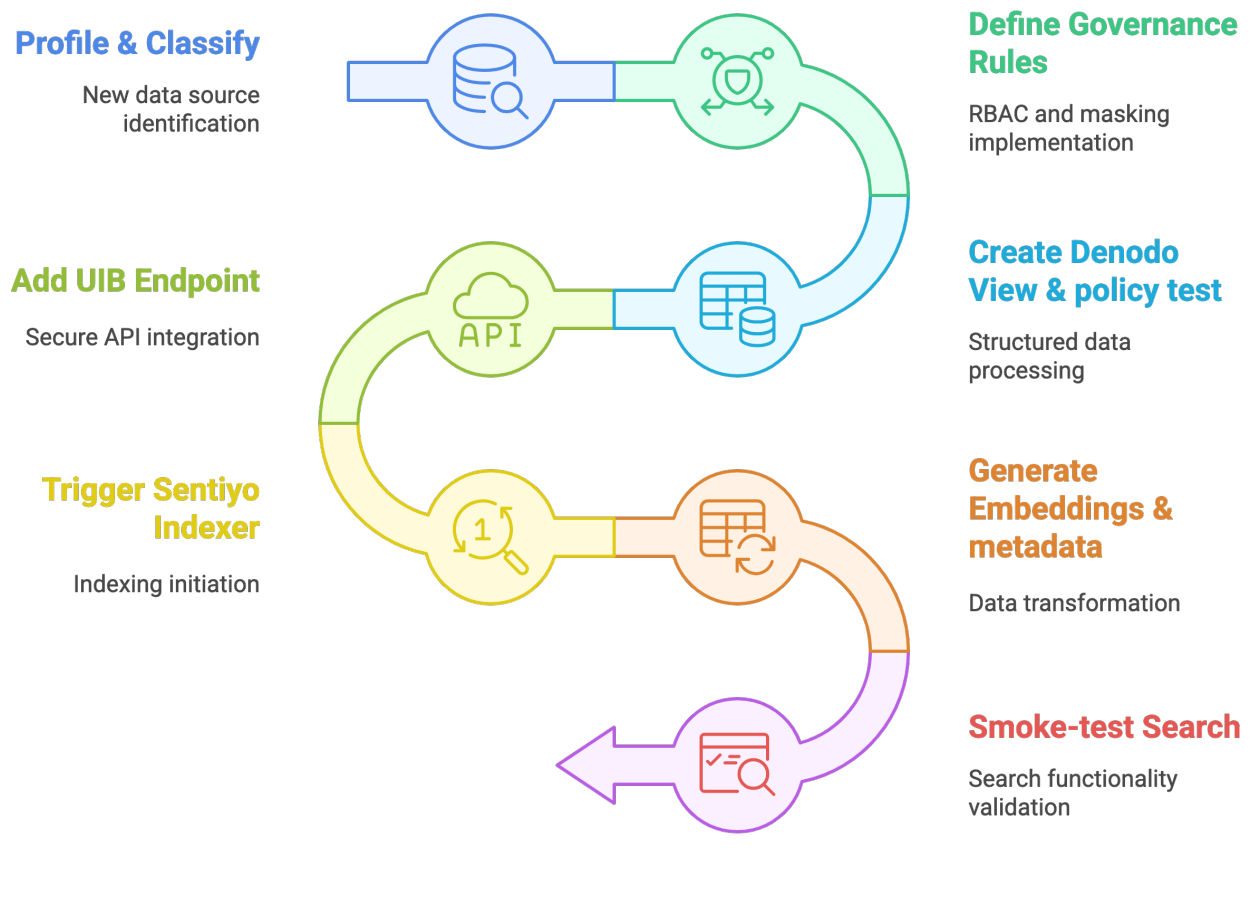 Profile & Classify
New data source
identification
Define Governance
Rules
RBAC and masking
implementation
Create Denodo
View & policy test
Structured data
processing
Add UIB Endpoint
Secure API integration
API
Trigger Sentiyo
Indexer
Indexing initiation
1
Generate
Embeddings &
metadata
Data transformation
Smoke-test Search
Search functionality
validation